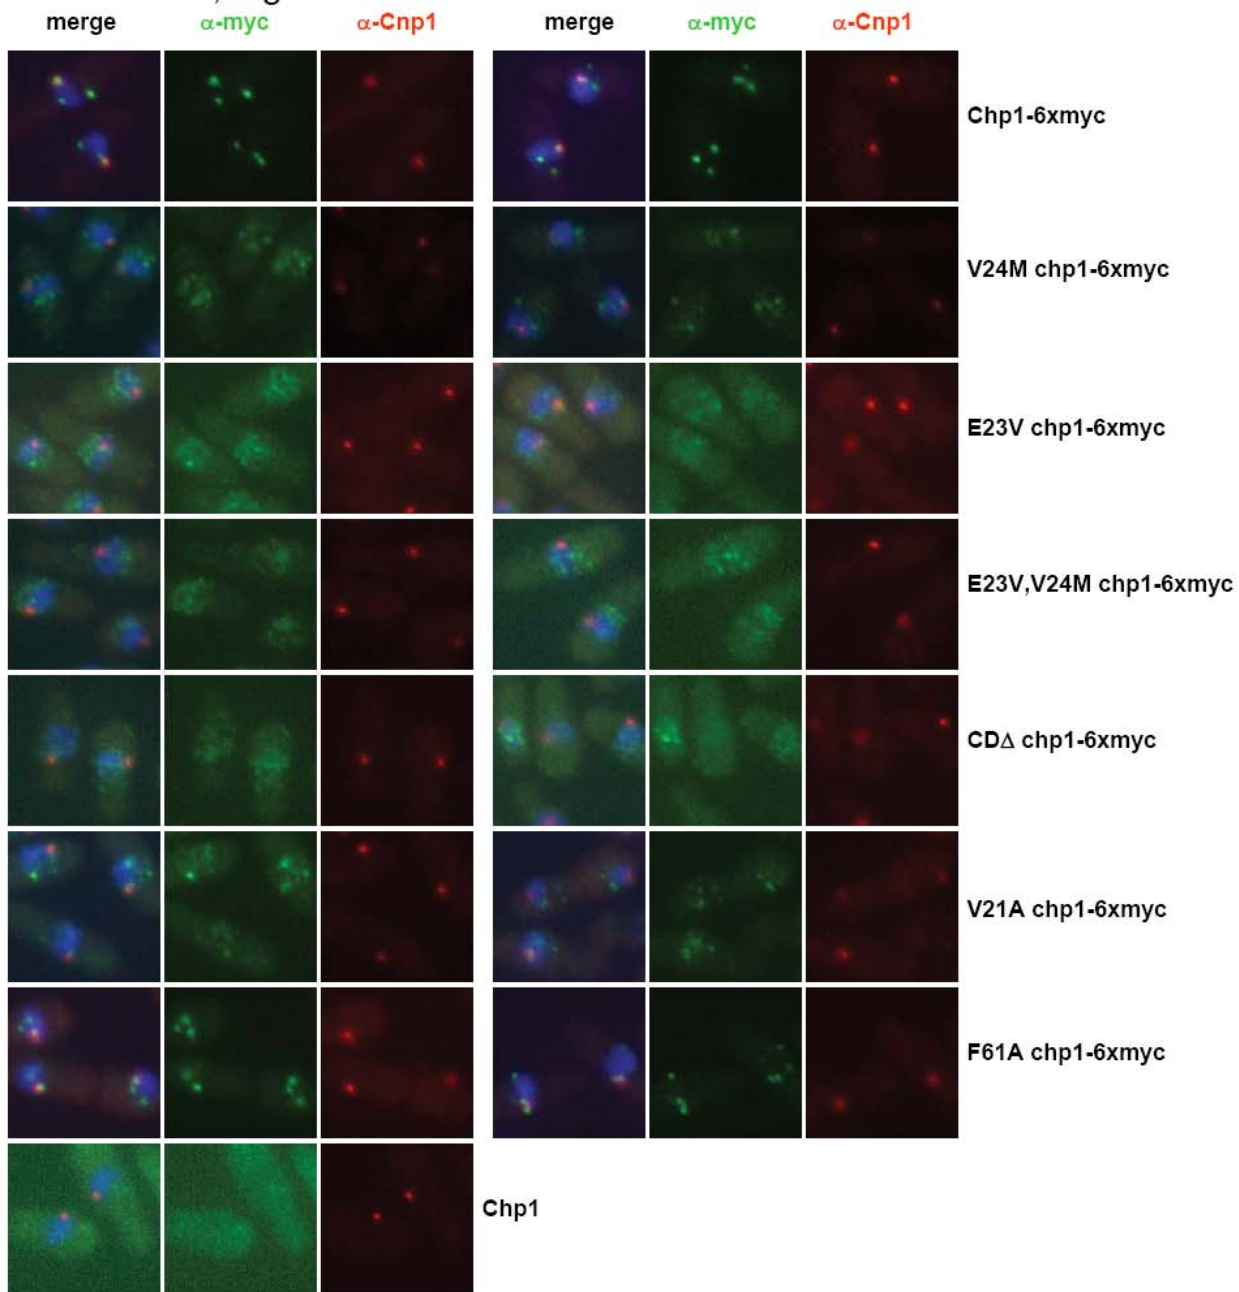 merge α-myc α-Cnp1 merge α-myc α-Cnp1
Chp1-6xmyc
V24M chp1-6xmyc
E23V chp1-6xmyc
E23V,V24M chp1-6xmyc
CDΔ chp1-6xmyc
V21A chp1-6xmyc
F61A chp1-6xmyc
Chp1